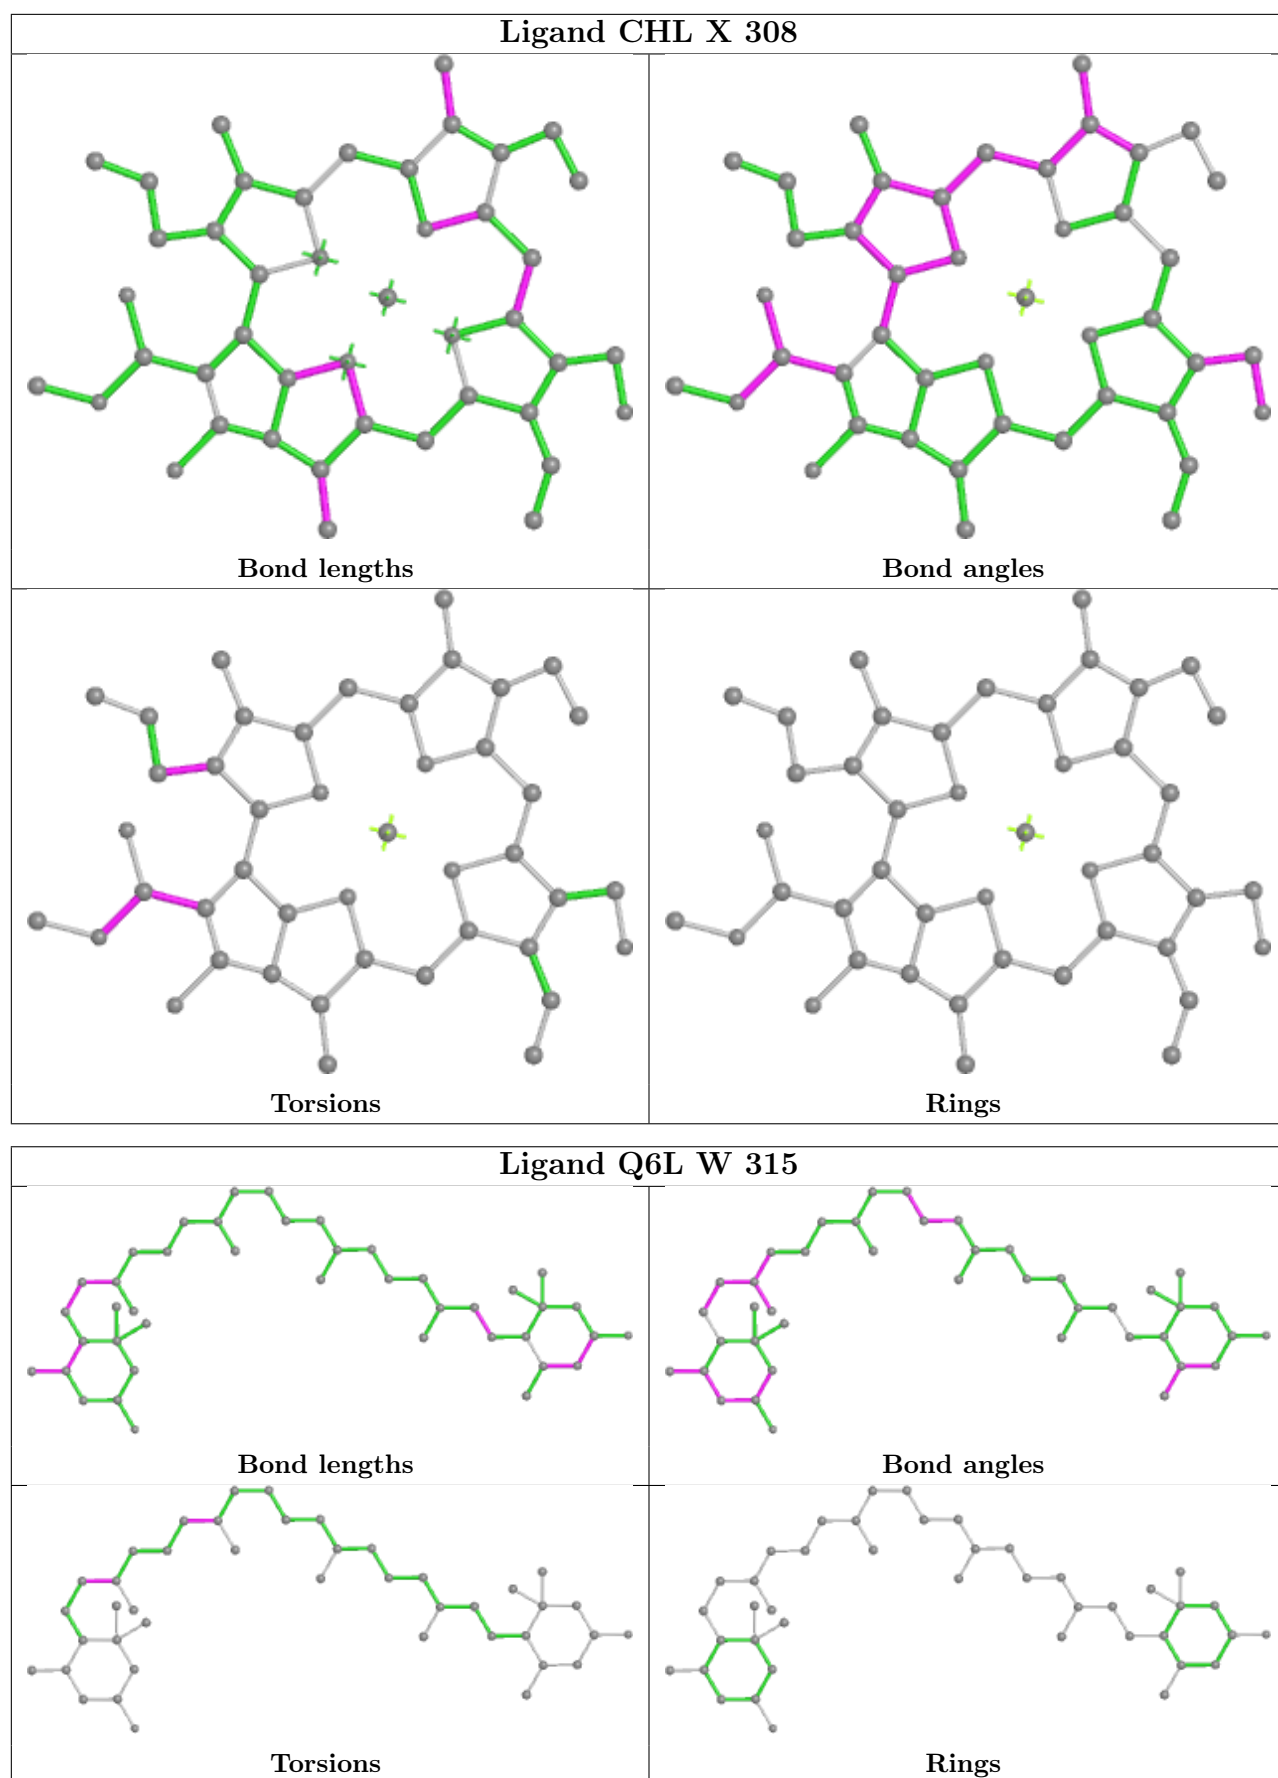 Ligand CHL X 308
Bond lengths
Bond angles
Torsions
Rings
Ligand Q6L W 315
Bond lengths
Bond angles
Torsions
Rings